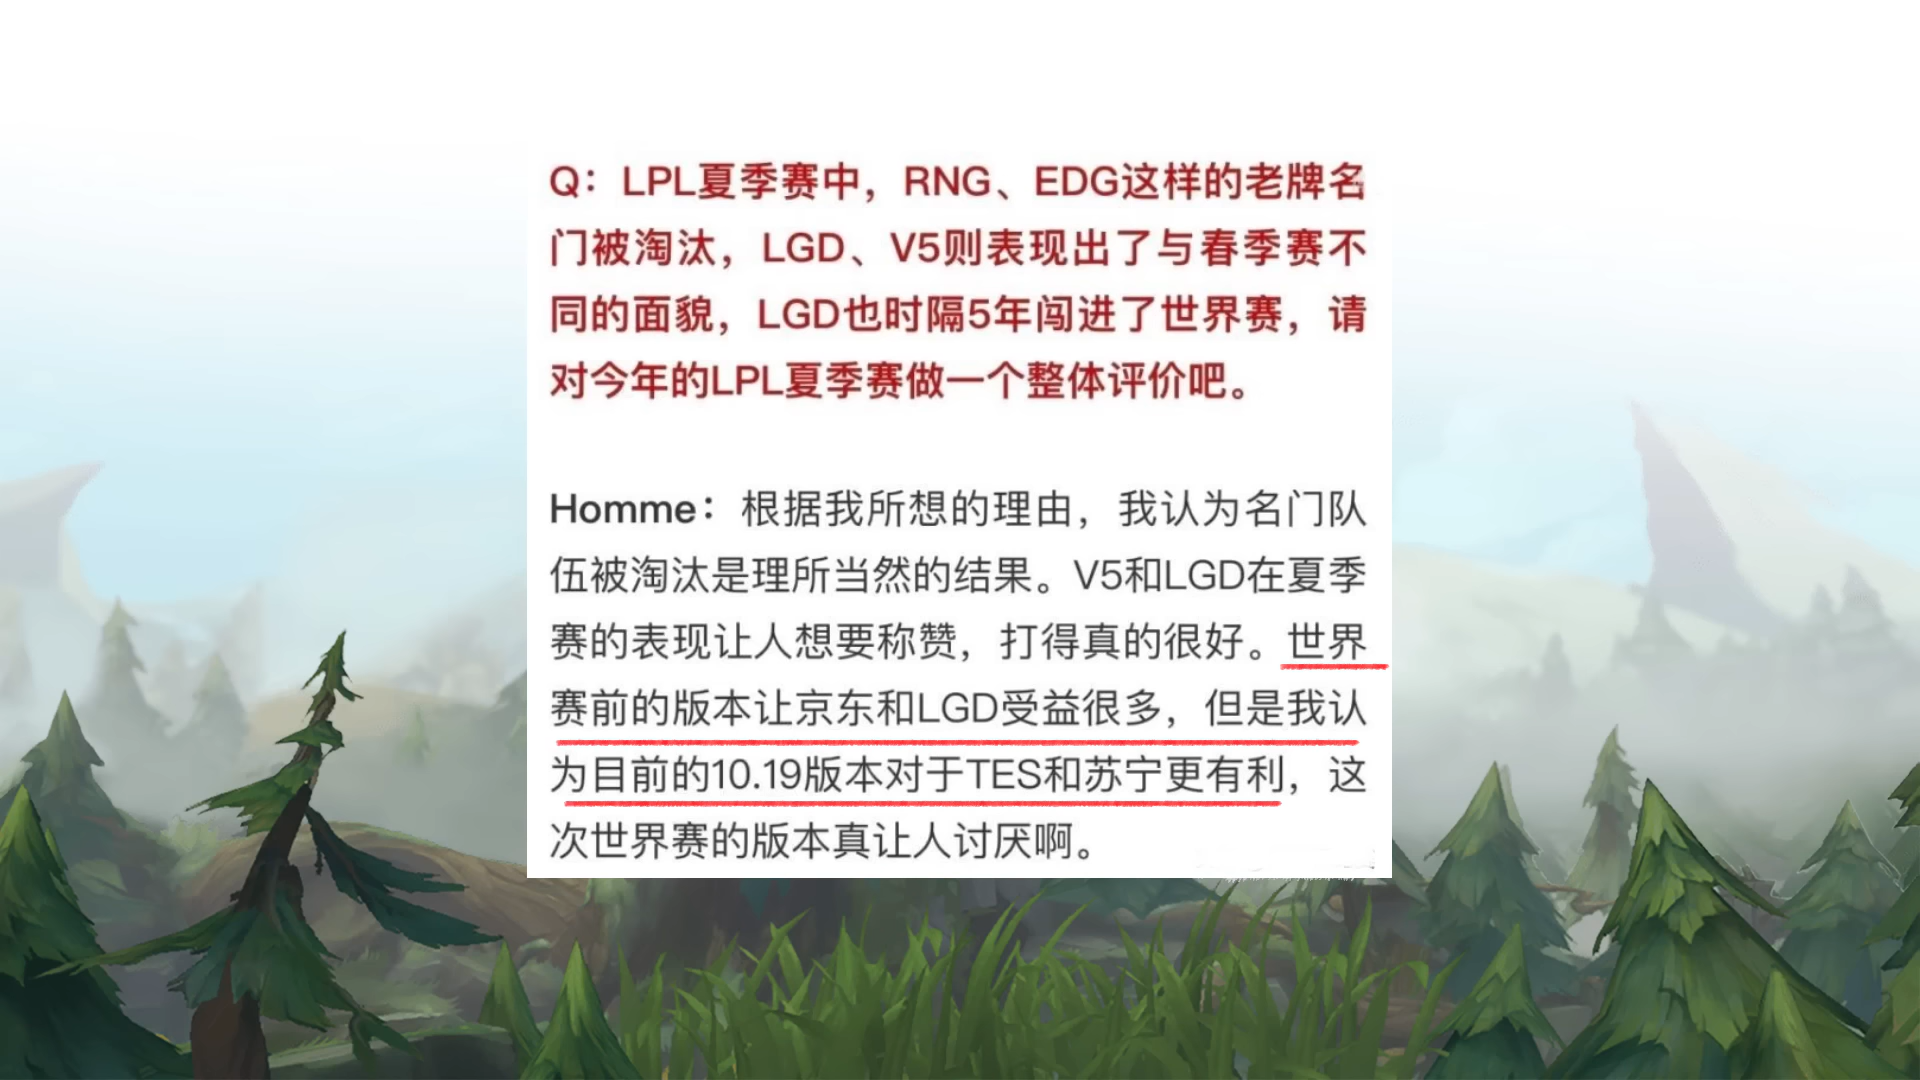 Q：LPL夏季赛中，RNG、EDG这样的老牌名
门被淘汰，LGD、V5则表现出了与春季赛不
同的面貌，LGD也时隔5年闯进了世界赛，请
对今年的LPL夏季赛做一个整体评价吧。
Homme：根据我所想的理由，我认为名门队
伍被淘汰是理所当然的结果。V5和LGD在夏季
赛的表现让人想要称赞，打得真的很好。世界
赛前的版本让京东和LGD受益很多，但是我认
为目前的10.19版本对于TES和苏宁更有利，这
次世界赛的版本真让人讨厌啊。